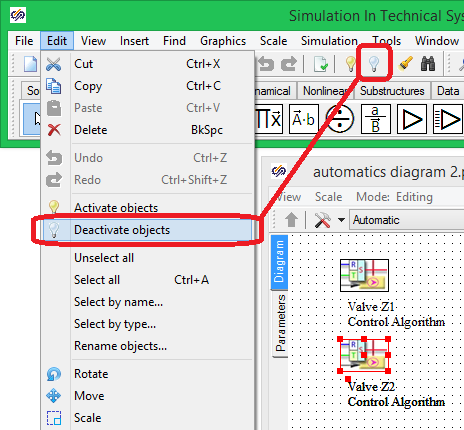 Simulation In Technical Sys
File Edit View Insert Find Graphics Scale Simulation Tools Window
So namical Nonlinear Substructures Data
Cut Ctrl+X
Copy Ctrl+C
Paste Ctrl+V
Delete BkSpc
Undo Ctrl+Z
Redo Ctrl+Shift+Z
Activate objects
Deactivate objects
Unselect all
Select all Ctrl+A
Select by name...
Select by type...
Rename objects...
Rotate
Move
Scale
∏x A·b a/B
automatics diagram 2.p
View Scale Mode: Editing
Automatic
Diagram
Parameters
R T S
Valve Z1
Control Algorithm
R T S
Valve Z2
Control Algorithm